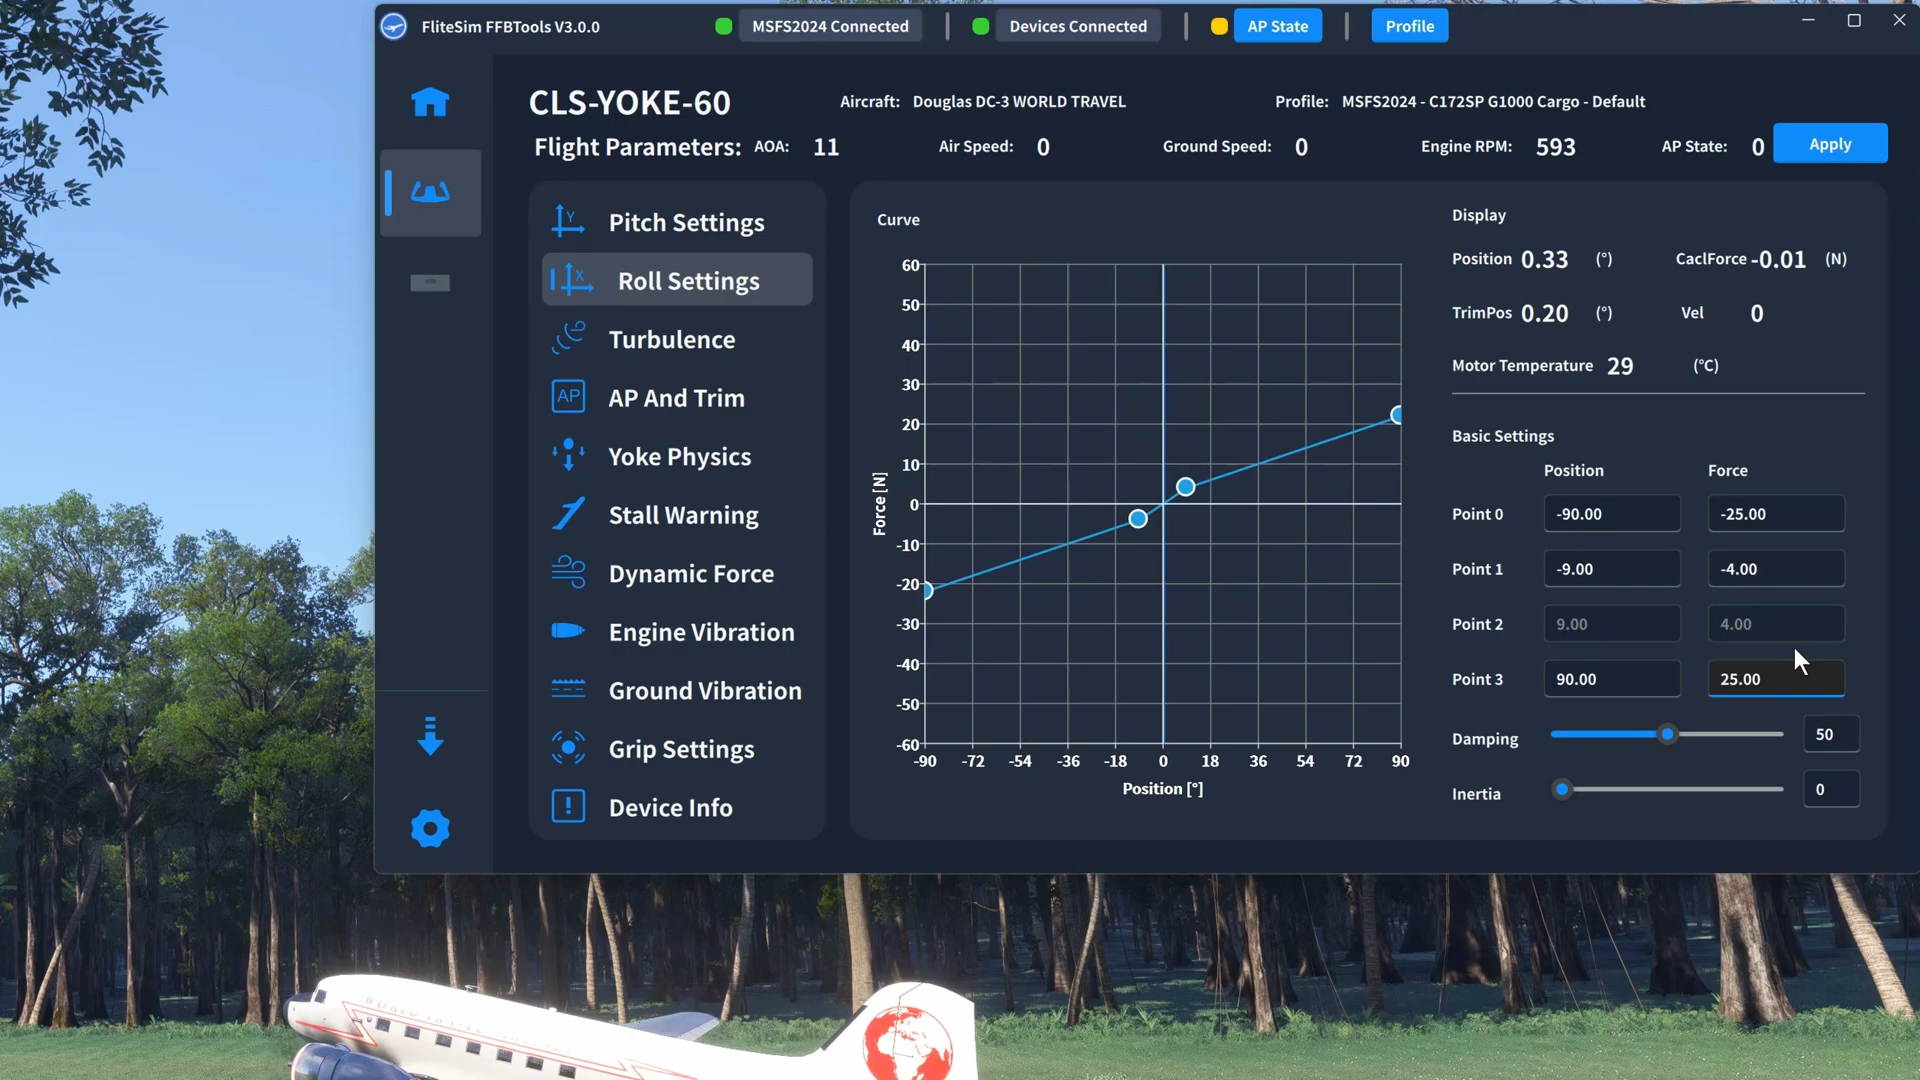 FliteSim FFBTools V3.0.0
MSFS2024 Connected
Devices Connected
AP State
Profile
CLS-YOKE-60
Aircraft: Douglas DC-3 WORLD TRAVEL
Profile: MSFS2024 - C172SP G1000 Cargo - Default
Flight Parameters: AOA: 11 Air Speed: 0 Ground Speed: 0 Engine RPM: 593 AP State: 0
Apply
Y
Pitch Settings
X
Roll Settings
Turbulence
AP
AP And Trim
Yoke Physics
Stall Warning
Dynamic Force
Engine Vibration
Ground Vibration
Grip Settings
Device Info
Curve
60
50
40
30
20
10
0
-10
-20
-30
-40
-50
-60
Force [N]
-90 -72 -54 -36 -18 0 18 36 54 72 90
Position [°]
Display
Position 0.33 (°) CaclForce -0.01 (N)
TrimPos 0.20 (°) Vel 0
Motor Temperature 29 (°C)
Basic Settings
Position Force
Point 0 -90.00 -25.00
Point 1 -9.00 -4.00
Point 2 9.00 4.00
Point 3 90.00 25.00
Damping 50
Inertia 0